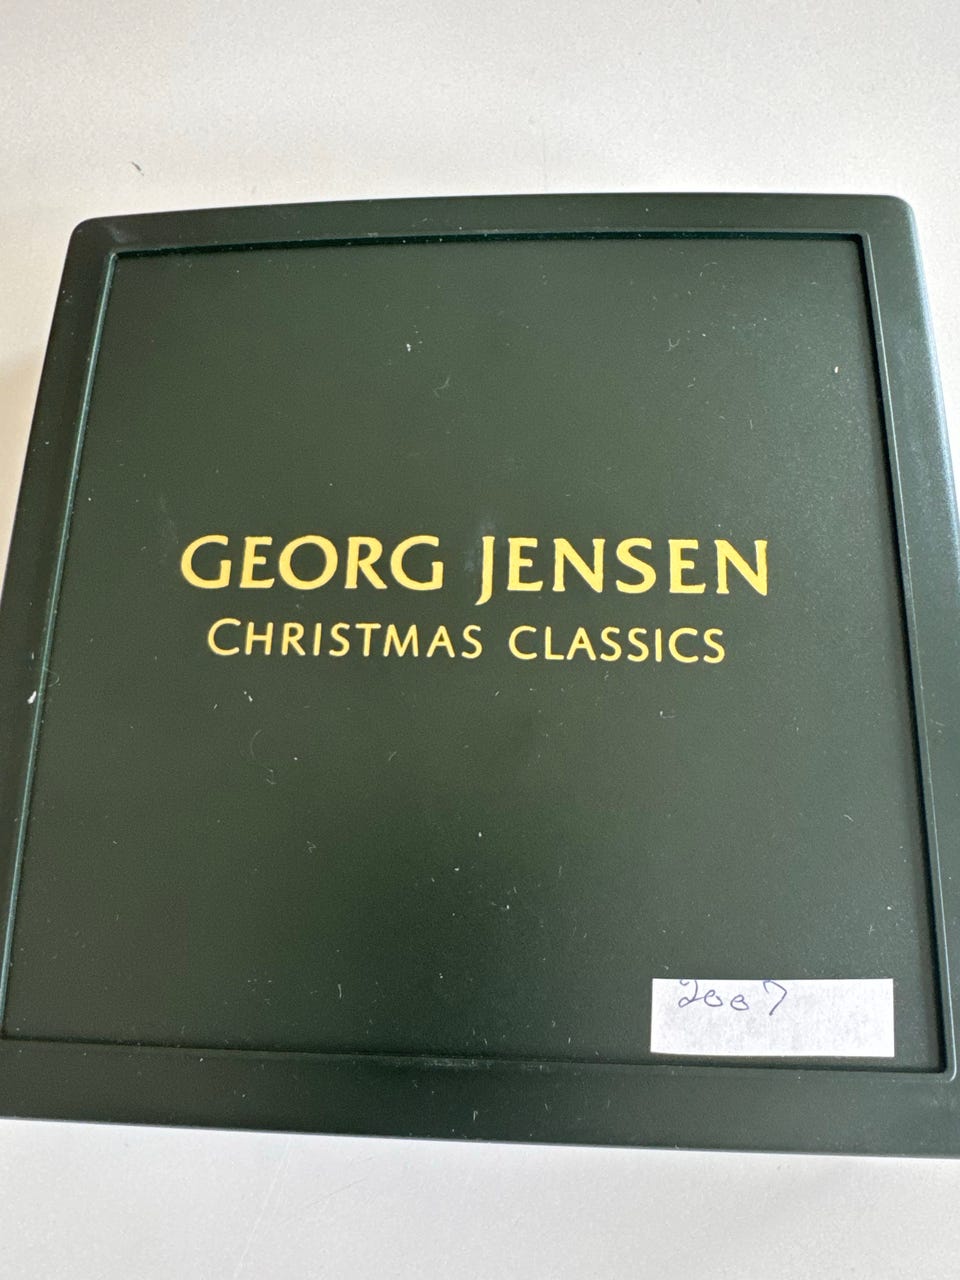 GEORG JENSEN
CHRISTMAS CLASSICS
2007